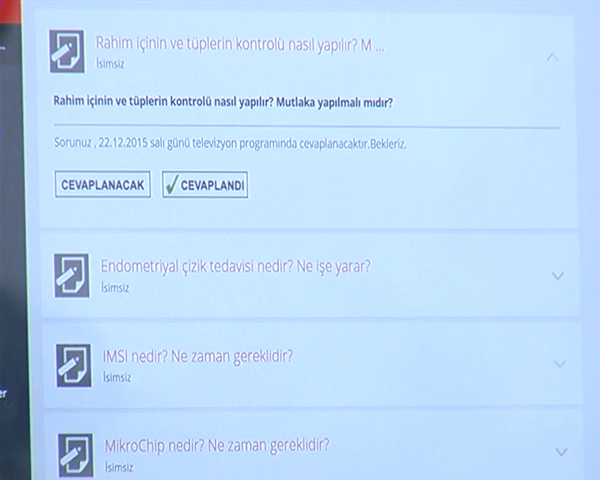 Rahim içinin ve tüplerin kontrolü nasıl yapılır? M ...
İsimsiz
Rahim içinin ve tüplerin kontrolü nasıl yapılır? Mutlaka yapılmalı mıdır?
Sorunuz , 22.12.2015 salı günü televizyon programında cevaplanacaktır.Bekleriz.
CEVAPLANACAK
CEVAPLANDI
Endometriyal çizik tedavisi nedir? Ne işe yarar?
İsimsiz
IMSI nedir? Ne zaman gereklidir?
İsimsiz
er
MikroChip nedir? Ne zaman gereklidir?
İsimsiz